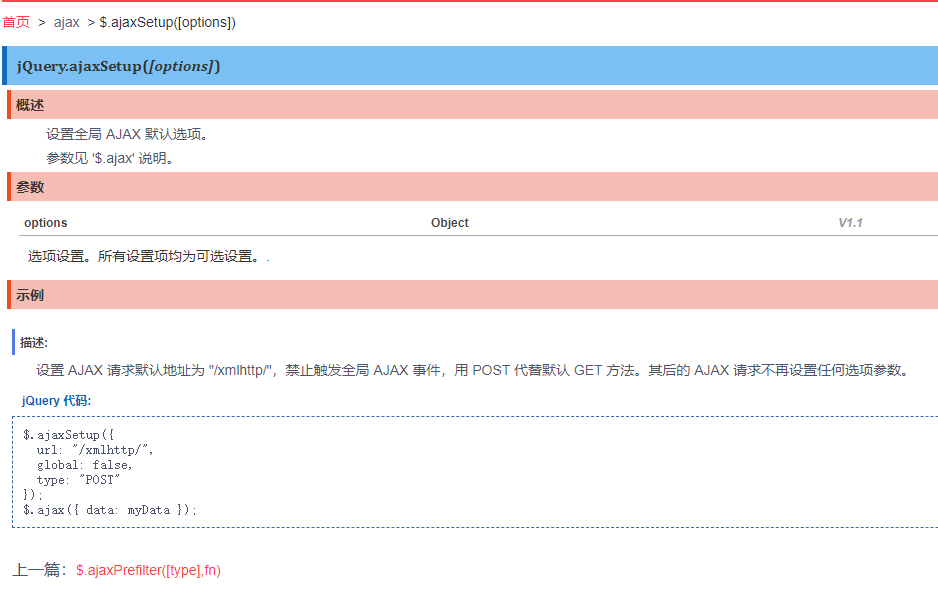 首页 > ajax > $.ajaxSetup([options])
jQuery.ajaxSetup([options])
概述
设置全局 AJAX 默认选项。
参数见 '$.ajax' 说明。
参数
options Object V1.1
选项设置。所有设置项均为可选设置。.
示例
描述:
设置 AJAX 请求默认地址为 "/xmlhttp/"，禁止触发全局 AJAX 事件，用 POST 代替默认 GET 方法。其后的 AJAX 请求不再设置任何选项参数。
jQuery 代码:
$.ajaxSetup({
  url: "/xmlhttp/",
  global: false,
  type: "POST"
});
$.ajax({ data: myData });
上一篇：$.ajaxPrefilter([type],fn)